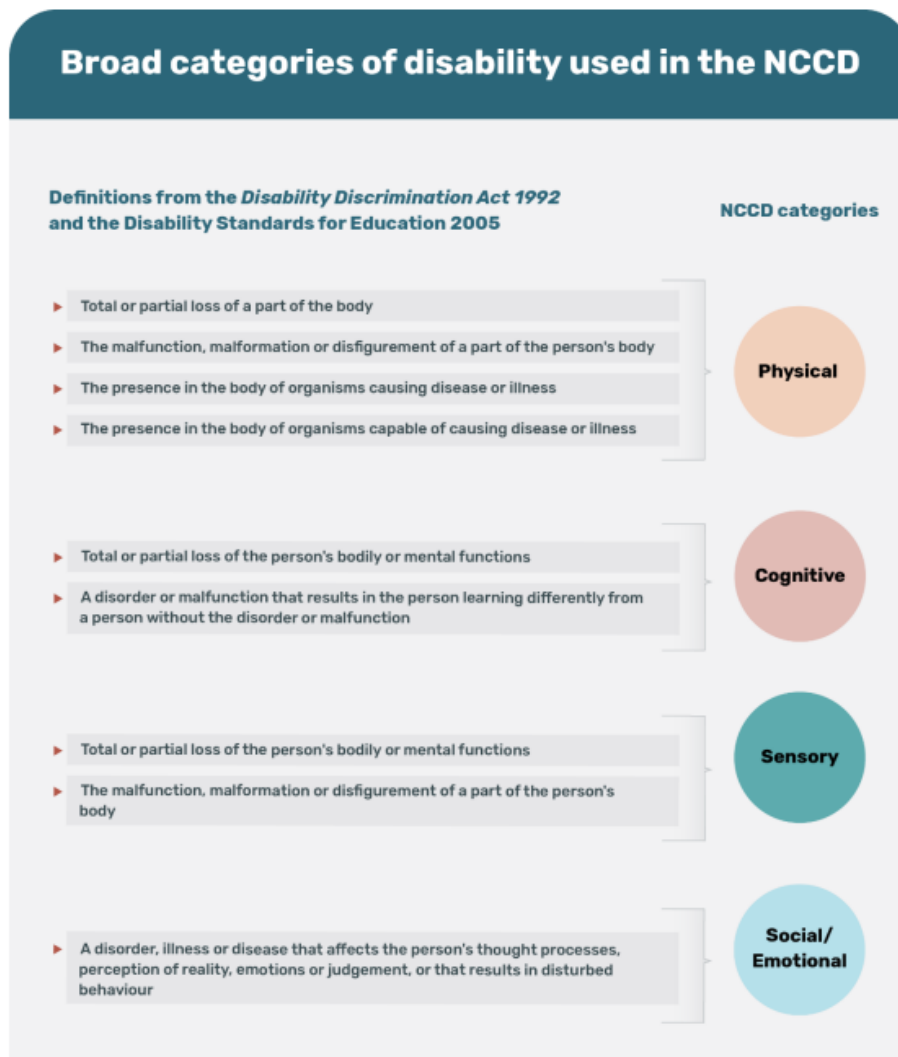 Broad categories of disability used in the NCCD
Definitions from the Disability Discrimination Act 1992
and the Disability Standards for Education 2005
NCCD categories
Total or partial loss of a part of the body
The malfunction, malformation or disfigurement of a part of the person's body
The presence in the body of organisms causing disease or illness
The presence in the body of organisms capable of causing disease or illness
Physical
Total or partial loss of the person's bodily or mental functions
A disorder or malfunction that results in the person learning differently from
a person without the disorder or malfunction
Cognitive
Total or partial loss of the person's bodily or mental functions
The malfunction, malformation or disfigurement of a part of the person's
body
Sensory
A disorder, illness or disease that affects the person's thought processes,
perception of reality, emotions or judgement, or that results in disturbed
behaviour
Social/
Emotional